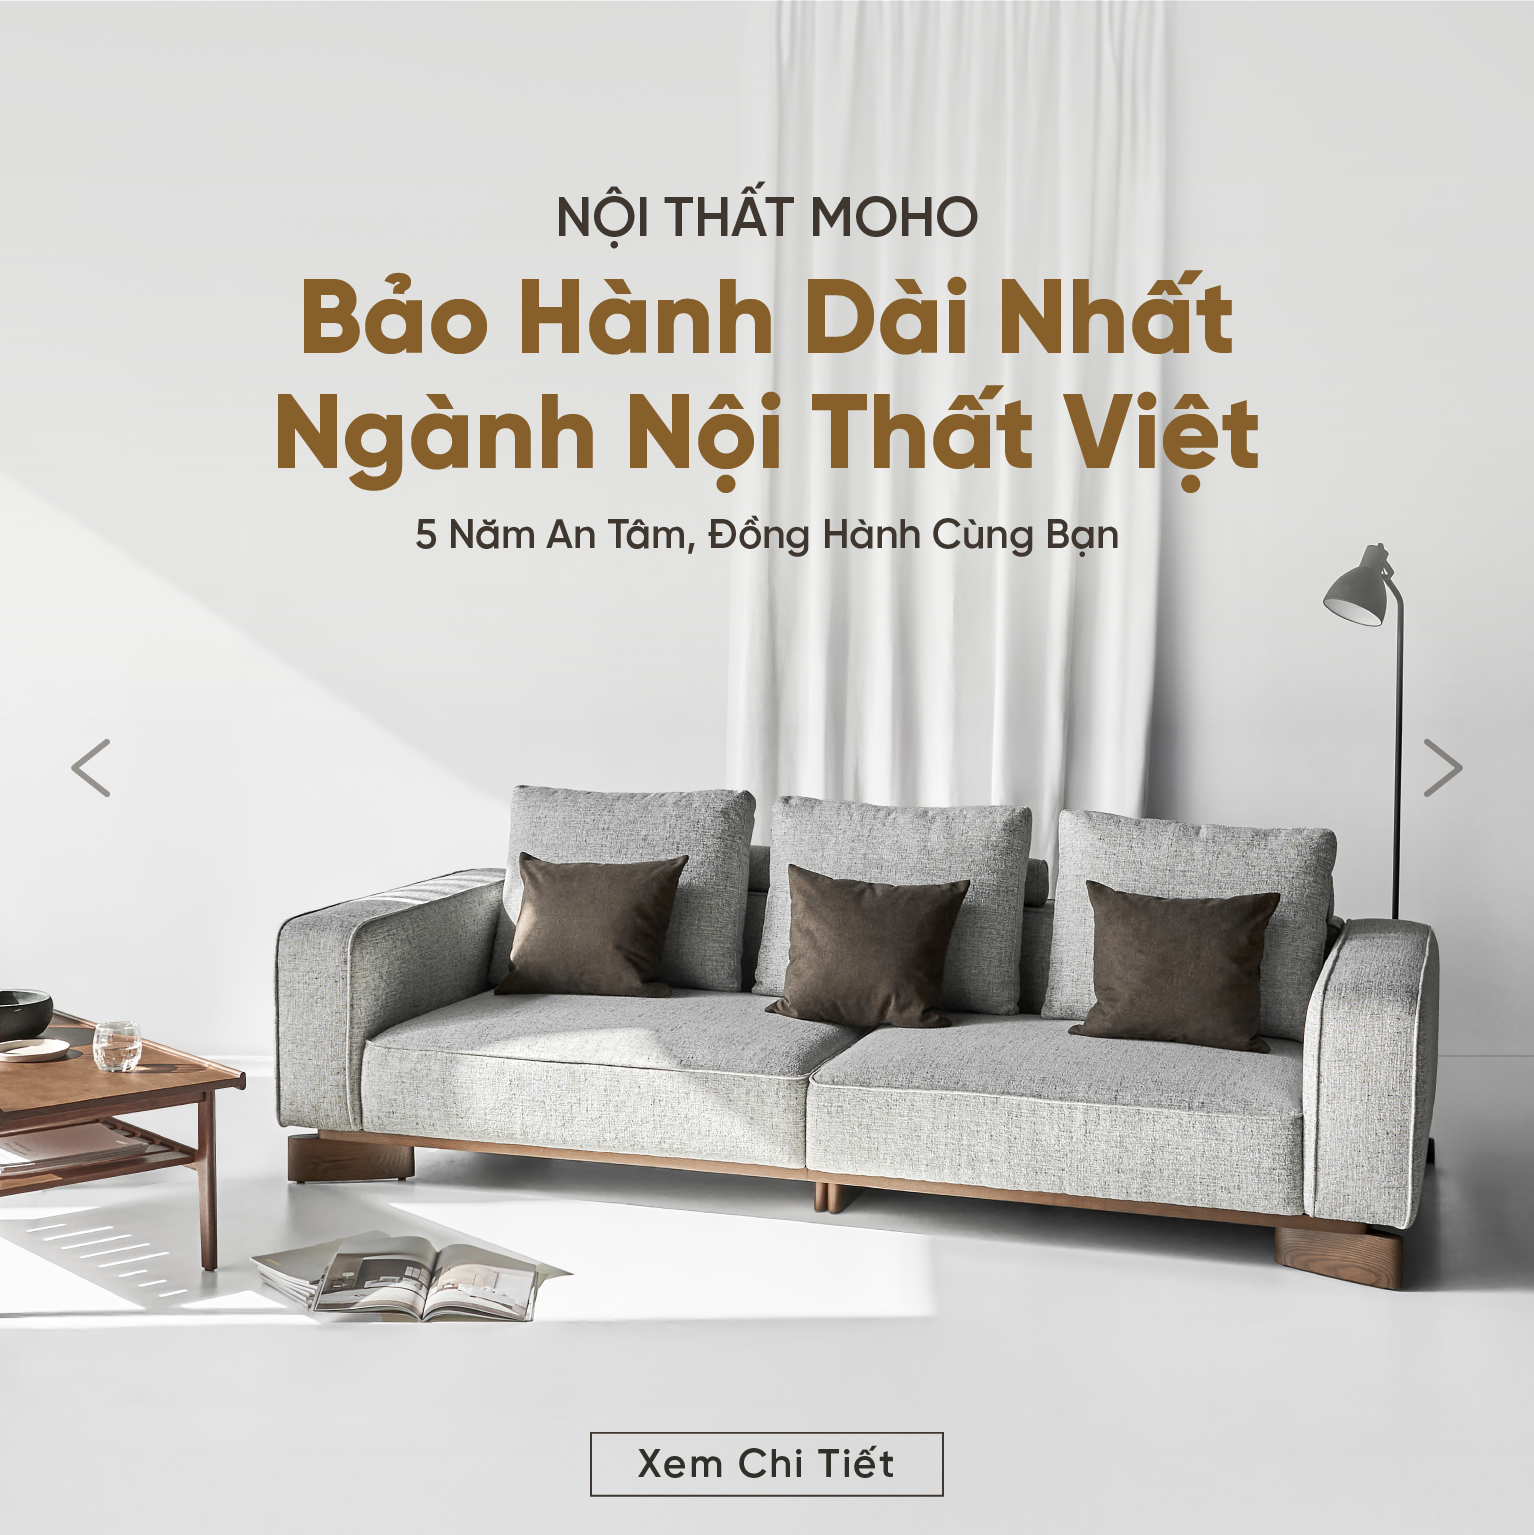 NỘI THẤT MOHO
Bảo Hành Dài Nhất
Ngành Nội Thất Việt
5 Năm An Tâm, Đồng Hành Cùng Bạn
Xem Chi Tiết